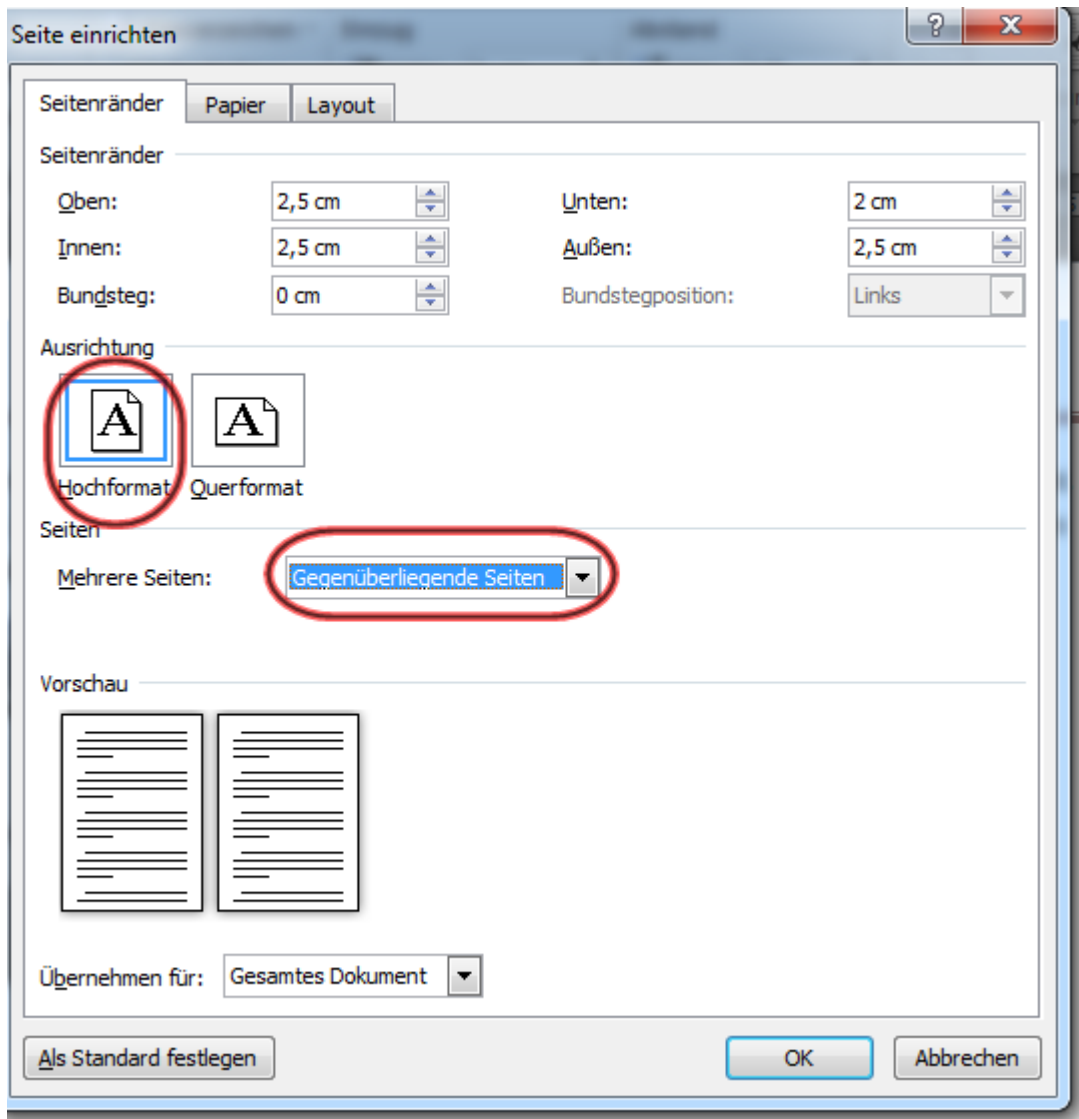 Seite einrichten
Seitenränder Papier Layout
Seitenränder
Oben: 2,5 cm Unten: 2 cm
Innen: 2,5 cm Außen: 2,5 cm
Bundsteg: 0 cm Bundstegposition: Links
Ausrichtung
A A
Hochformat Querformat
Seiten
Mehrere Seiten: Gegenüberliegende Seiten
Vorschau
Übernehmen für: Gesamtes Dokument
Als Standard festlegen OK Abbrechen